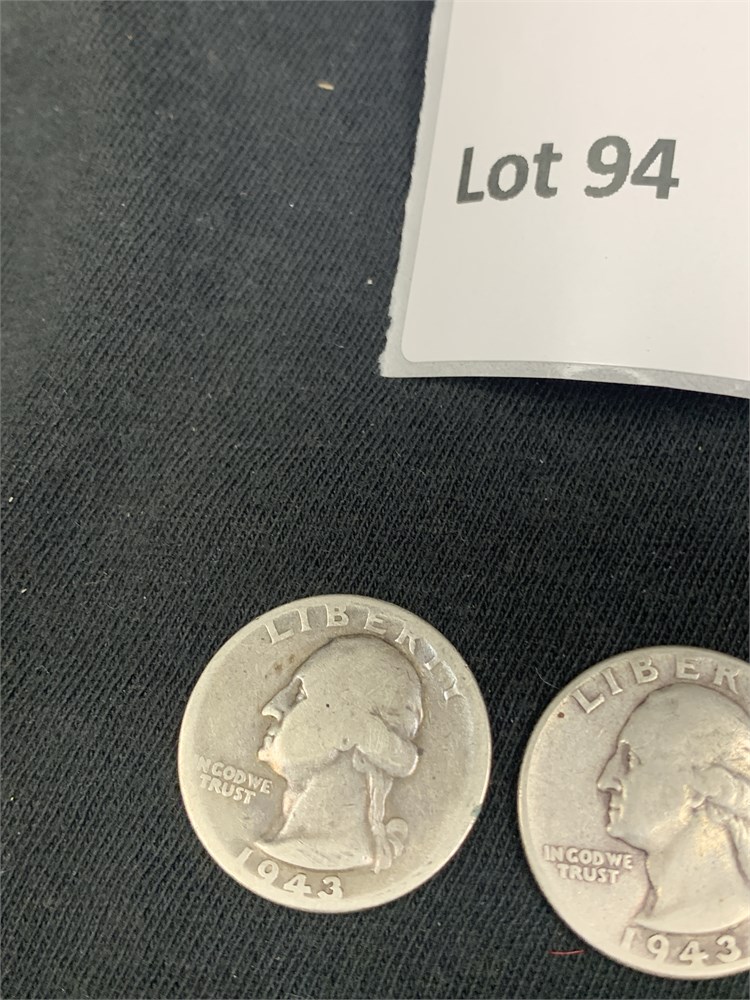 Lot 94
LIBERTY
IN GOD WE
TRUST
1943
LIBER
IN GOD WE
TRUST
1943